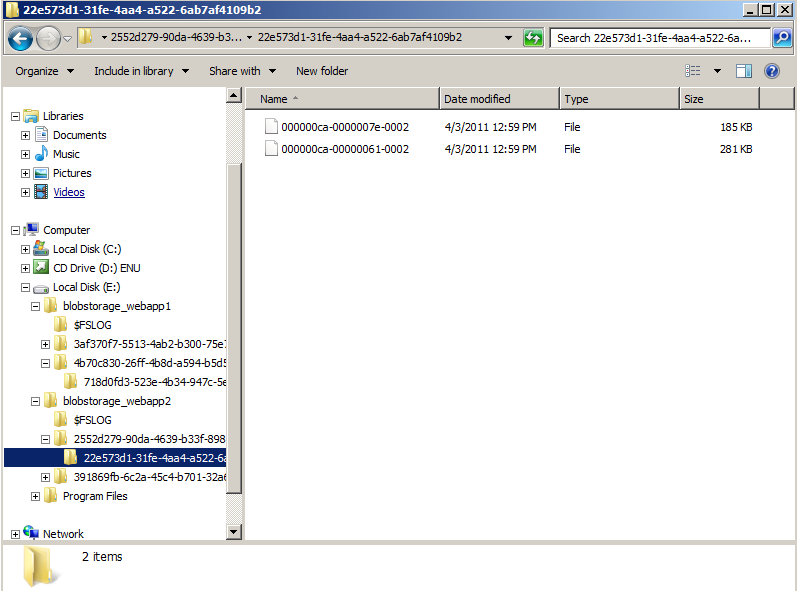 22e573d1-31fe-4aa4-a522-6ab7af4109b2
2552d279-90da-4639-b3... 22e573d1-31fe-4aa4-a522-6ab7af4109b2 Search 22e573d1-31fe-4aa4-a522-6a...
Organize Include in library Share with New folder
Name Date modified Type Size
000000ca-0000007e-0002 4/3/2011 12:59 PM File 185 KB
000000ca-00000061-0002 4/3/2011 12:59 PM File 281 KB
Libraries
Documents
Music
Pictures
Videos
Computer
Local Disk (C:)
CD Drive (D:) ENU
Local Disk (E:)
blobstorage_webapp1
$FSLOG
3af370f7-5513-4ab2-b300-75e7
4b70c830-26ff-4b8d-a594-b5d5
718d0fd3-523e-4b34-947c-5e
blobstorage_webapp2
$FSLOG
2552d279-90da-4639-b33f-898
22e573d1-31fe-4aa4-a522-6a
391869fb-6c2a-45c4-b701-32a6
Program Files
Network
2 items